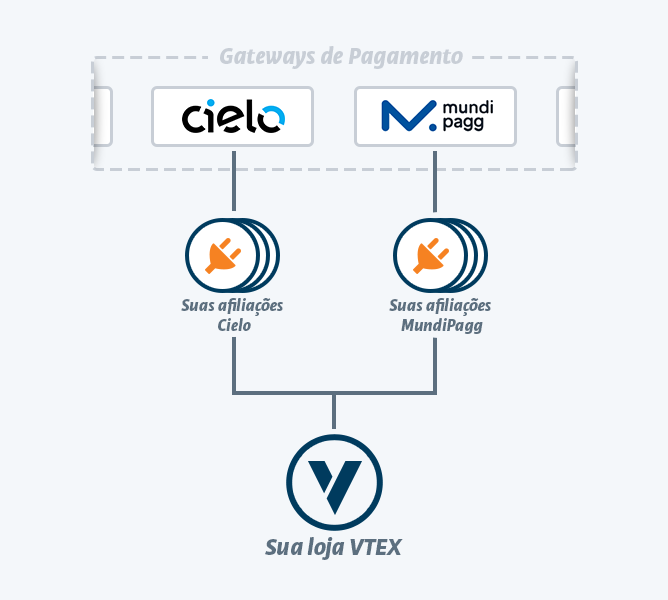 Gateways de Pagamento
cielo
mundi
pagg
Suas afiliações
Cielo
Suas afiliações
MundiPagg
Sua loja VTEX